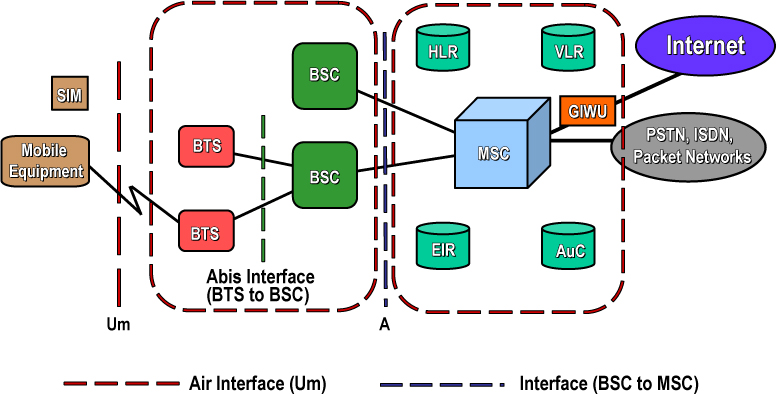 HLR
VLR
Internet
BSC
SIM
GIWU
Mobile
Equipment
BTS
PSTN, ISDN,
Packet Networks
MSC
BSC
BTS
EIR
AuC
Abis Interface
(BTS to BSC)
Um
A
Air Interface (Um)
Interface (BSC to MSC)